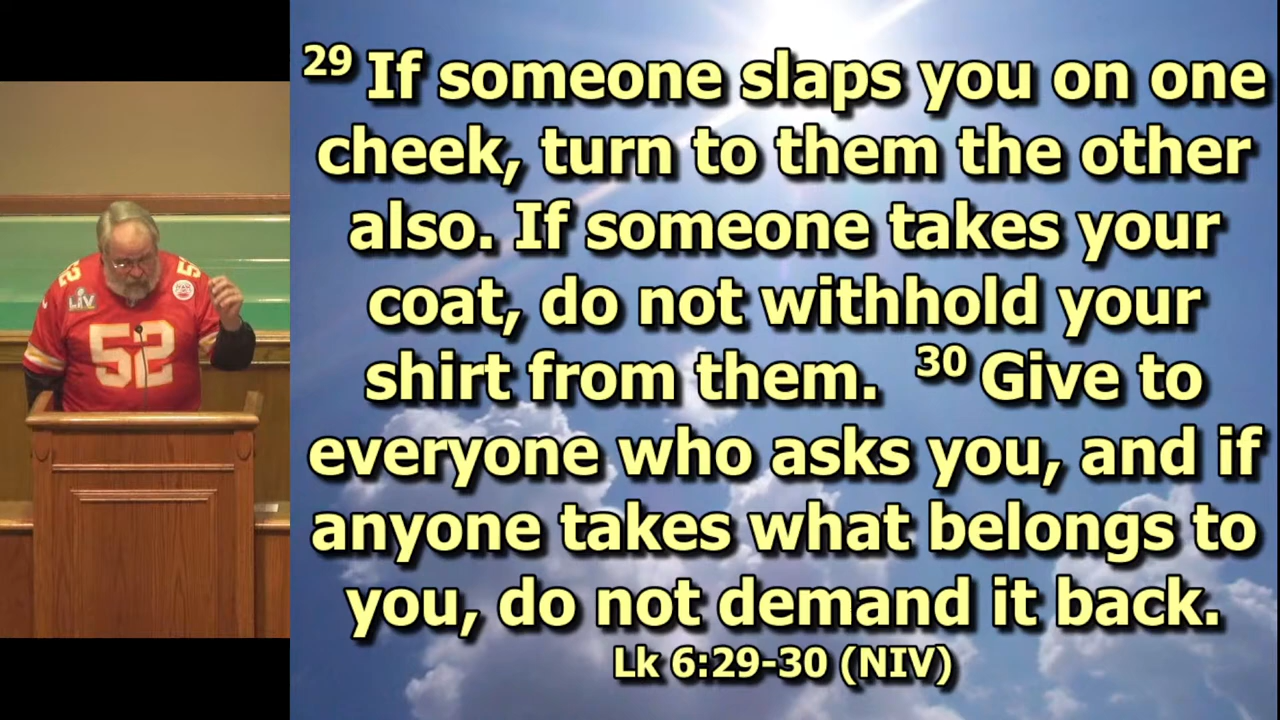 29 If someone slaps you on one
cheek, turn to them the other
also. If someone takes your
coat, do not withhold your
shirt from them. 30 Give to
everyone who asks you, and if
anyone takes what belongs to
you, do not demand it back.
Lk 6:29-30 (NIV)
52
LIV
52